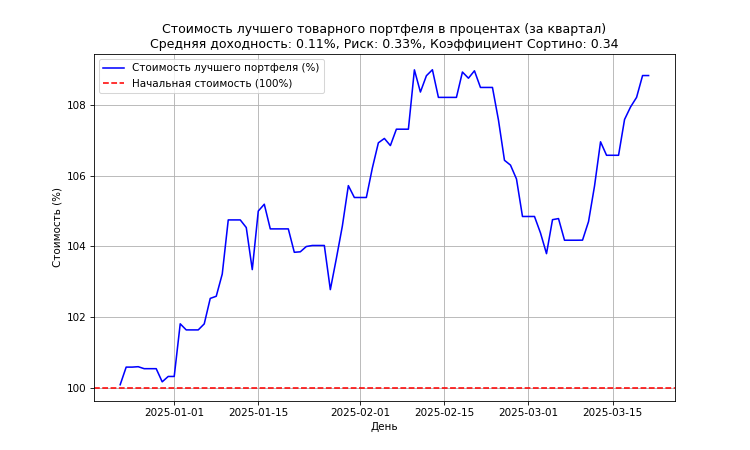 Стоимость лучшего товарного портфеля в процентах (за квартал)
Средняя доходность: 0.11%, Риск: 0.33%, Коэффициент Сортино: 0.34
Стоимость лучшего портфеля (%)
Начальная стоимость (100%)
Стоимость (%)
108
106
104
102
100
2025-01-01
2025-01-15
2025-02-01
2025-02-15
2025-03-01
2025-03-15
День